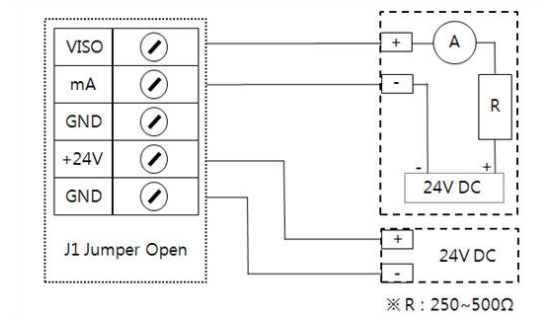 VISO
mA
GND
+24V
GND
J1 Jumper Open
+
A
-
R
- +
24V DC
+
24V DC
-
※ R : 250~500Ω